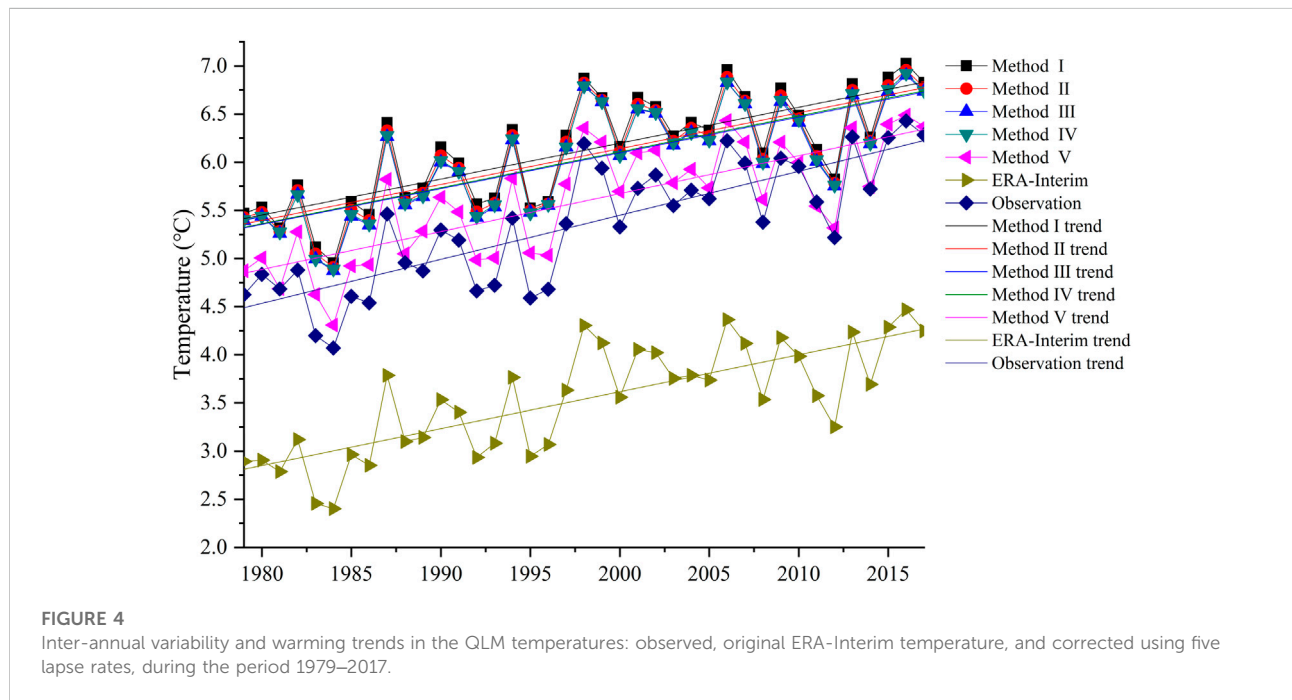 7.0
6.5
6.0
5.5
5.0
4.5
4.0
3.5
3.0
2.5
2.0
Temperature (°C)
1980 1985 1990 1995 2000 2005 2010 2015
Method I
Method II
Method III
Method IV
Method V
ERA-Interim
Observation
Method I trend
Method II trend
Method III trend
Method IV trend
Method V trend
ERA-Interim trend
Observation trend
FIGURE 4
Inter-annual variability and warming trends in the QLM temperatures: observed, original ERA-Interim temperature, and corrected using five
lapse rates, during the period 1979–2017.